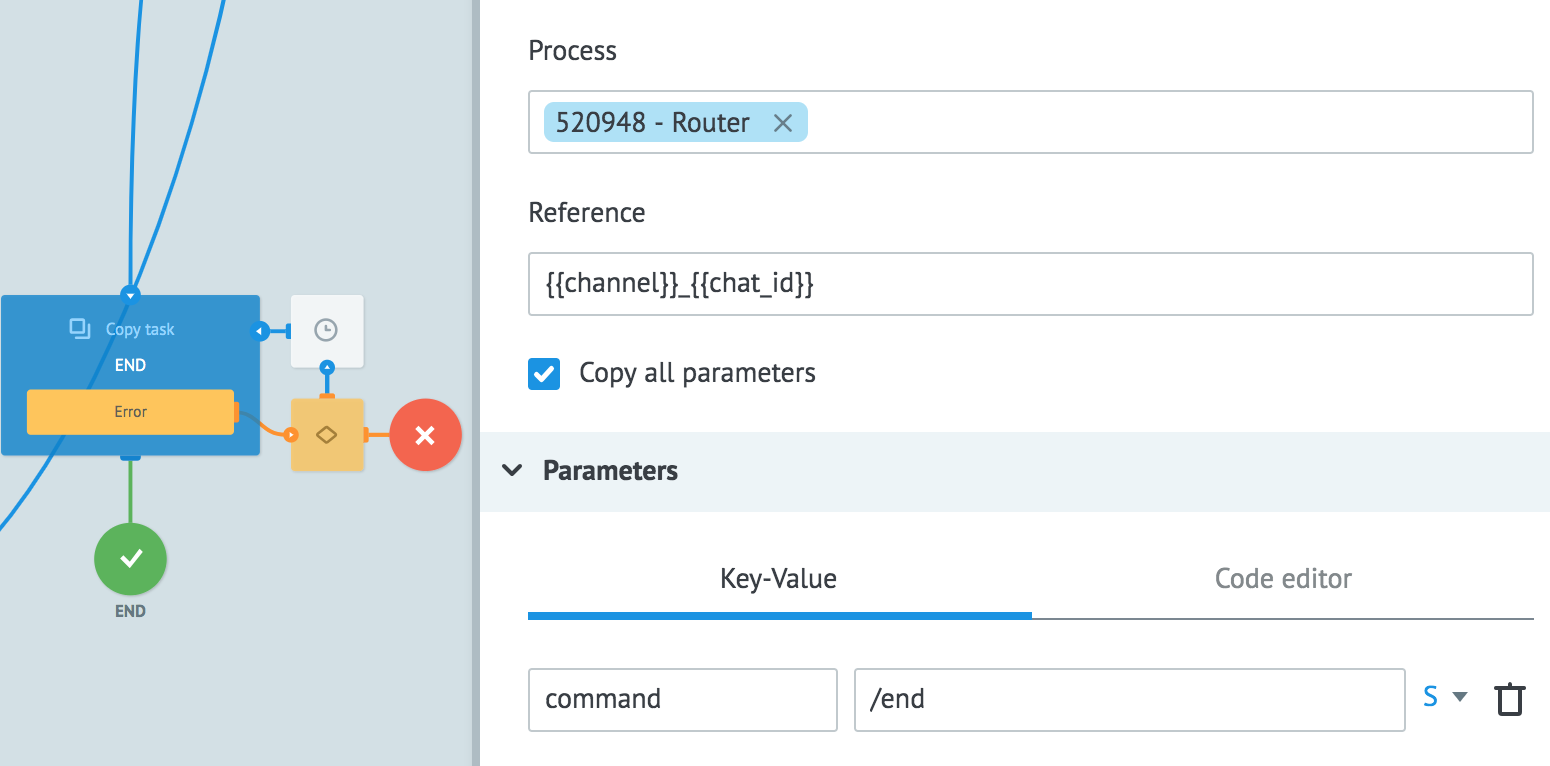 Copy task
END
Error
END
Process
520948 - Router
Reference
{{channel}}_{{chat_id}}
Copy all parameters
Parameters
Key-Value
Code editor
command
/end
S